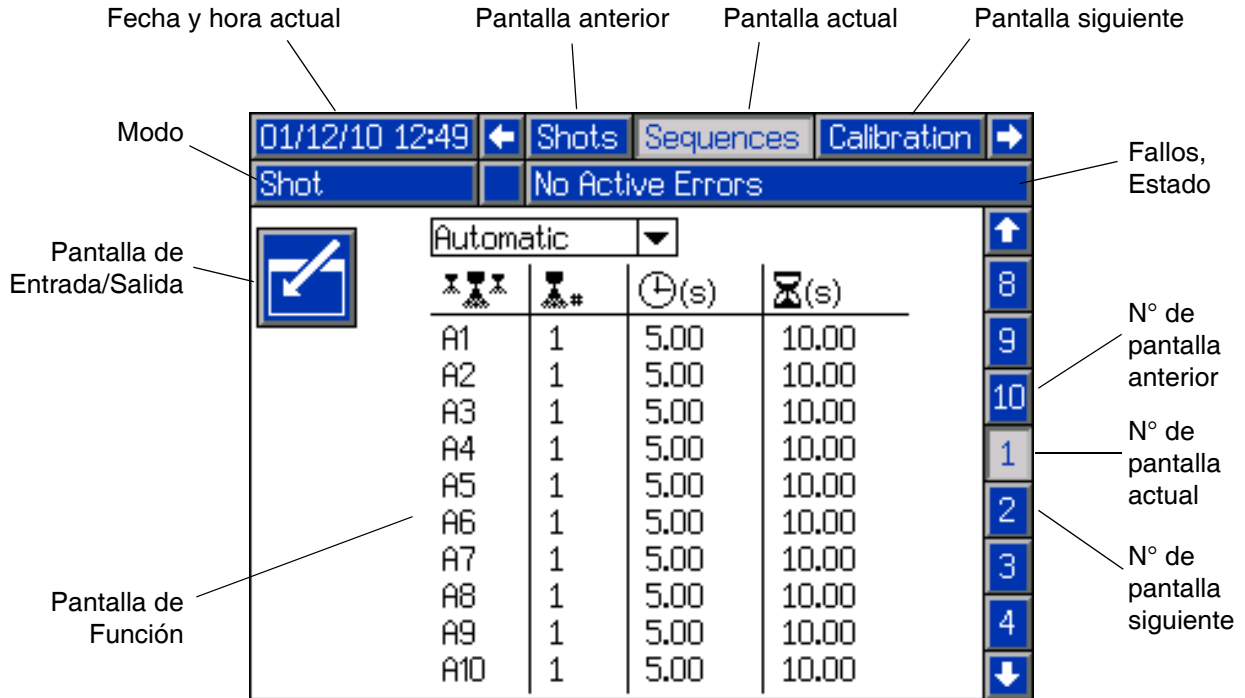 Fecha y hora actual
Pantalla anterior
Pantalla actual
Pantalla siguiente
Modo
01/12/10 12:49
Shots
Sequences
Calibration
Shot
No Active Errors
Fallos,
Estado
Pantalla de
Entrada/Salida
Automatic
#
(s)
(s)
A1 1 5.00 10.00
A2 1 5.00 10.00
A3 1 5.00 10.00
A4 1 5.00 10.00
A5 1 5.00 10.00
A6 1 5.00 10.00
A7 1 5.00 10.00
A8 1 5.00 10.00
A9 1 5.00 10.00
A10 1 5.00 10.00
8
9
10
1
2
3
4
N° de
pantalla
anterior
N° de
pantalla
actual
N° de
pantalla
siguiente
Pantalla de
Función